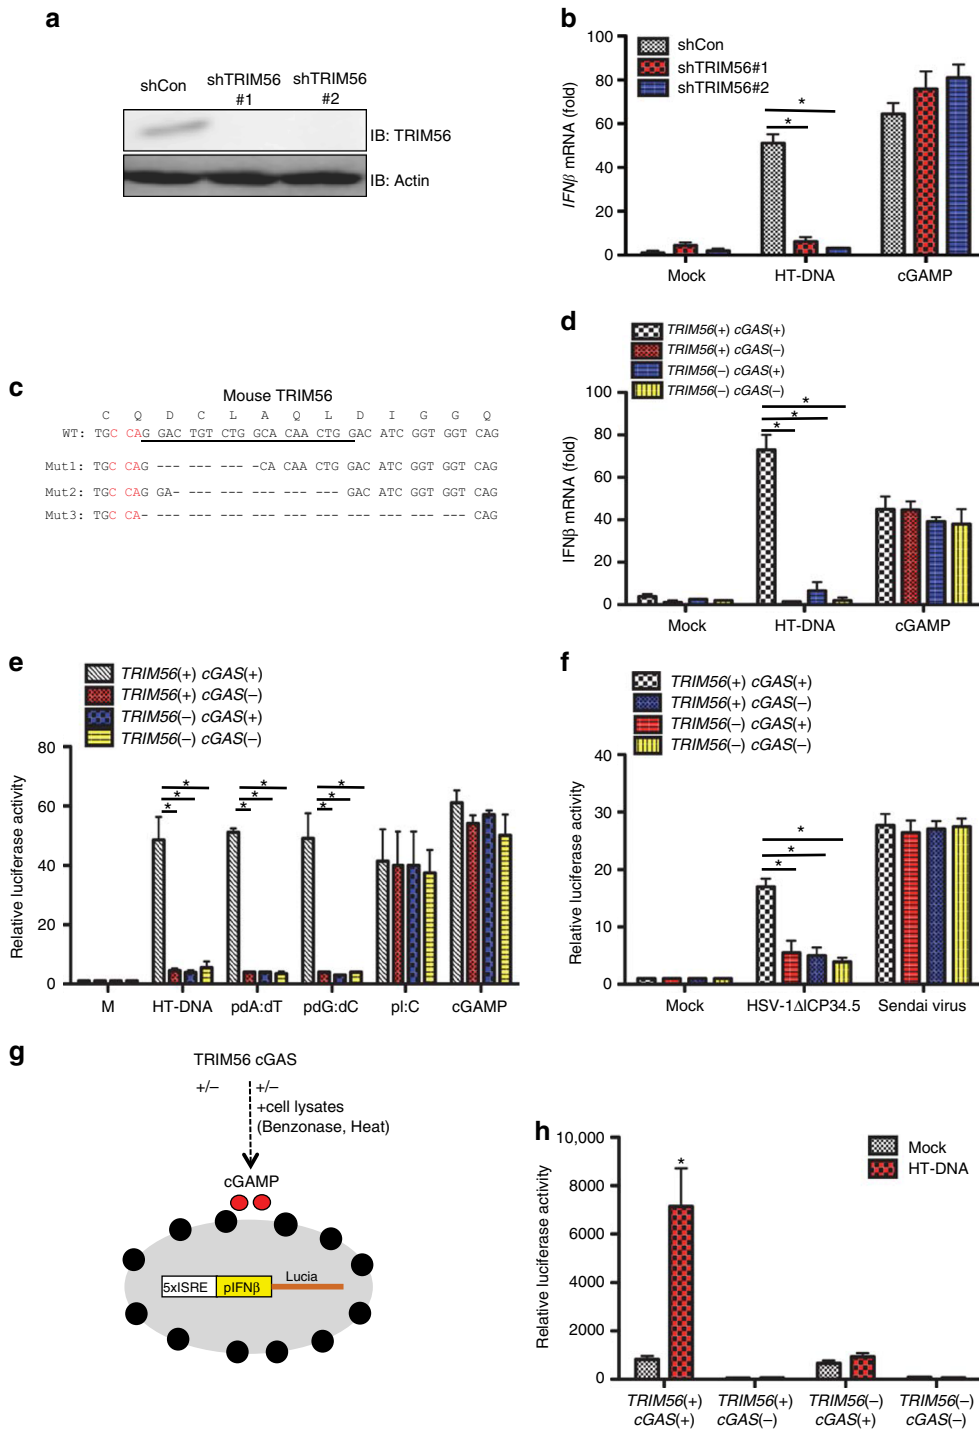 a
shCon
shTRIM56
#1
shTRIM56
#2
IB: TRIM56
IB: Actin
b
100
80
60
40
20
0
IFNβ mRNA (fold)
shCon
shTRIM56#1
shTRIM56#2
*
*
Mock
HT-DNA
cGAMP
c
Mouse TRIM56
C Q D C L A Q L D I G G Q
WT: TGC CAG GAC TGT CTG GCA CAA CTG GAC ATC GGT GGT CAG
Mut1: TGC CAG --- --- --- -CA CAA CTG GAC ATC GGT GGT CAG
Mut2: TGC CAG GA- --- --- --- --- --- GAC ATC GGT GGT CAG
Mut3: TGC CA- --- --- --- --- --- --- --- --- --- --- CAG
d
TRIM56(+) cGAS(+)
TRIM56(+) cGAS(–)
TRIM56(–) cGAS(+)
TRIM56(–) cGAS(–)
100
80
60
40
20
0
IFNβ mRNA (fold)
*
*
*
Mock
HT-DNA
cGAMP
e
TRIM56(+) cGAS(+)
TRIM56(+) cGAS(–)
TRIM56(–) cGAS(+)
TRIM56(–) cGAS(–)
80
60
40
20
0
Relative luciferase activity
*
*
*
*
*
*
*
*
*
M
HT-DNA
pdA:dT
pdG:dC
pI:C
cGAMP
f
TRIM56(+) cGAS(+)
TRIM56(+) cGAS(–)
TRIM56(–) cGAS(+)
TRIM56(–) cGAS(–)
40
30
20
10
0
Relative luciferase activity
*
*
*
Mock
HSV-1ΔICP34.5
Sendai virus
g
TRIM56 cGAS
+/–
+/–
+cell lysates
(Benzonase, Heat)
cGAMP
5xISRE
pIFNβ
Lucia
h
10,000
8000
6000
4000
2000
0
Relative luciferase activity
Mock
HT-DNA
*
TRIM56(+)
cGAS(+)
TRIM56(+)
cGAS(–)
TRIM56(–)
cGAS(+)
TRIM56(–)
cGAS(–)